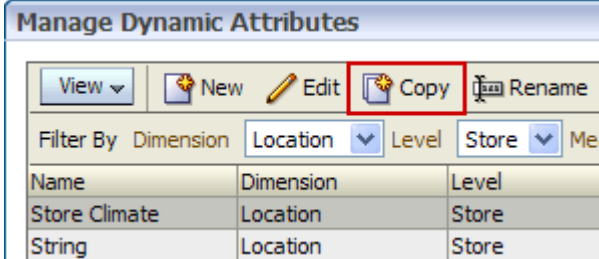 Manage Dynamic Attributes
View New Edit Copy Rename
Filter By Dimension Location Level Store Me
Name Dimension Level
Store Climate Location Store
String Location Store